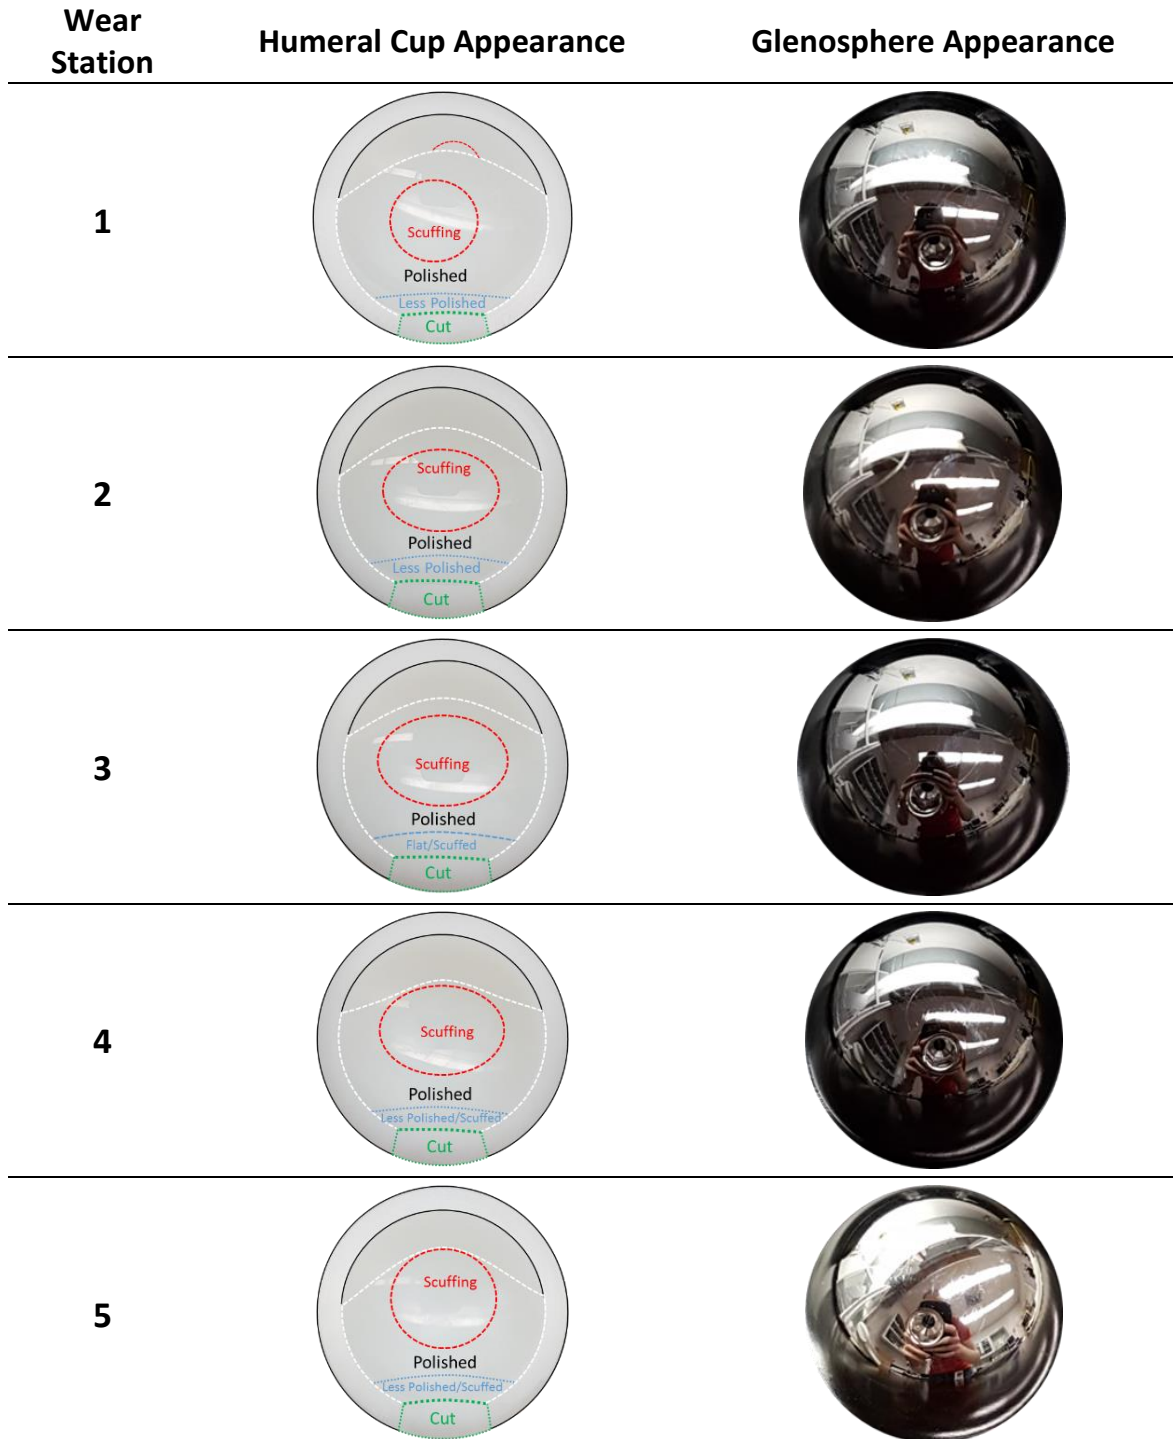 Wear
Station
Humeral Cup Appearance
Glenosphere Appearance
1
Scuffing
Polished
Less Polished
Cut
2
Scuffing
Polished
Less Polished
Cut
3
Scuffing
Polished
Flat/Scuffed
Cut
4
Scuffing
Polished
Less Polished/Scuffed
Cut
5
Scuffing
Polished
Less Polished/Scuffed
Cut